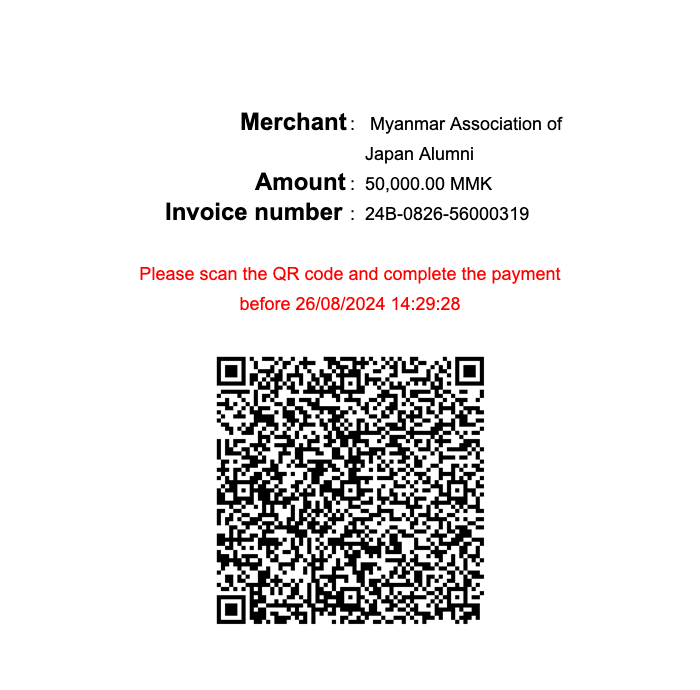 Merchant : Myanmar Association of
Japan Alumni
Amount : 50,000.00 MMK
Invoice number : 24B-0826-56000319
Please scan the QR code and complete the payment
before 26/08/2024 14:29:28